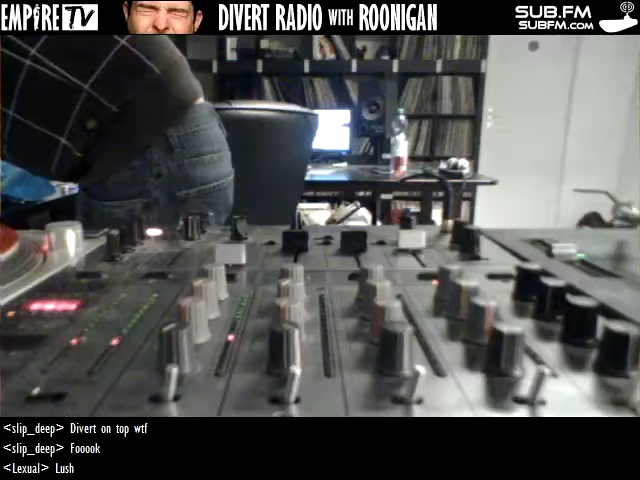 EMPIRE TV
DIVERT RADIO WITH ROONIGAN
SUB.FM
SUBFM.COM
<slip_deep> Divert on top wtf
<slip_deep> Fooook
<Lexual> Lush